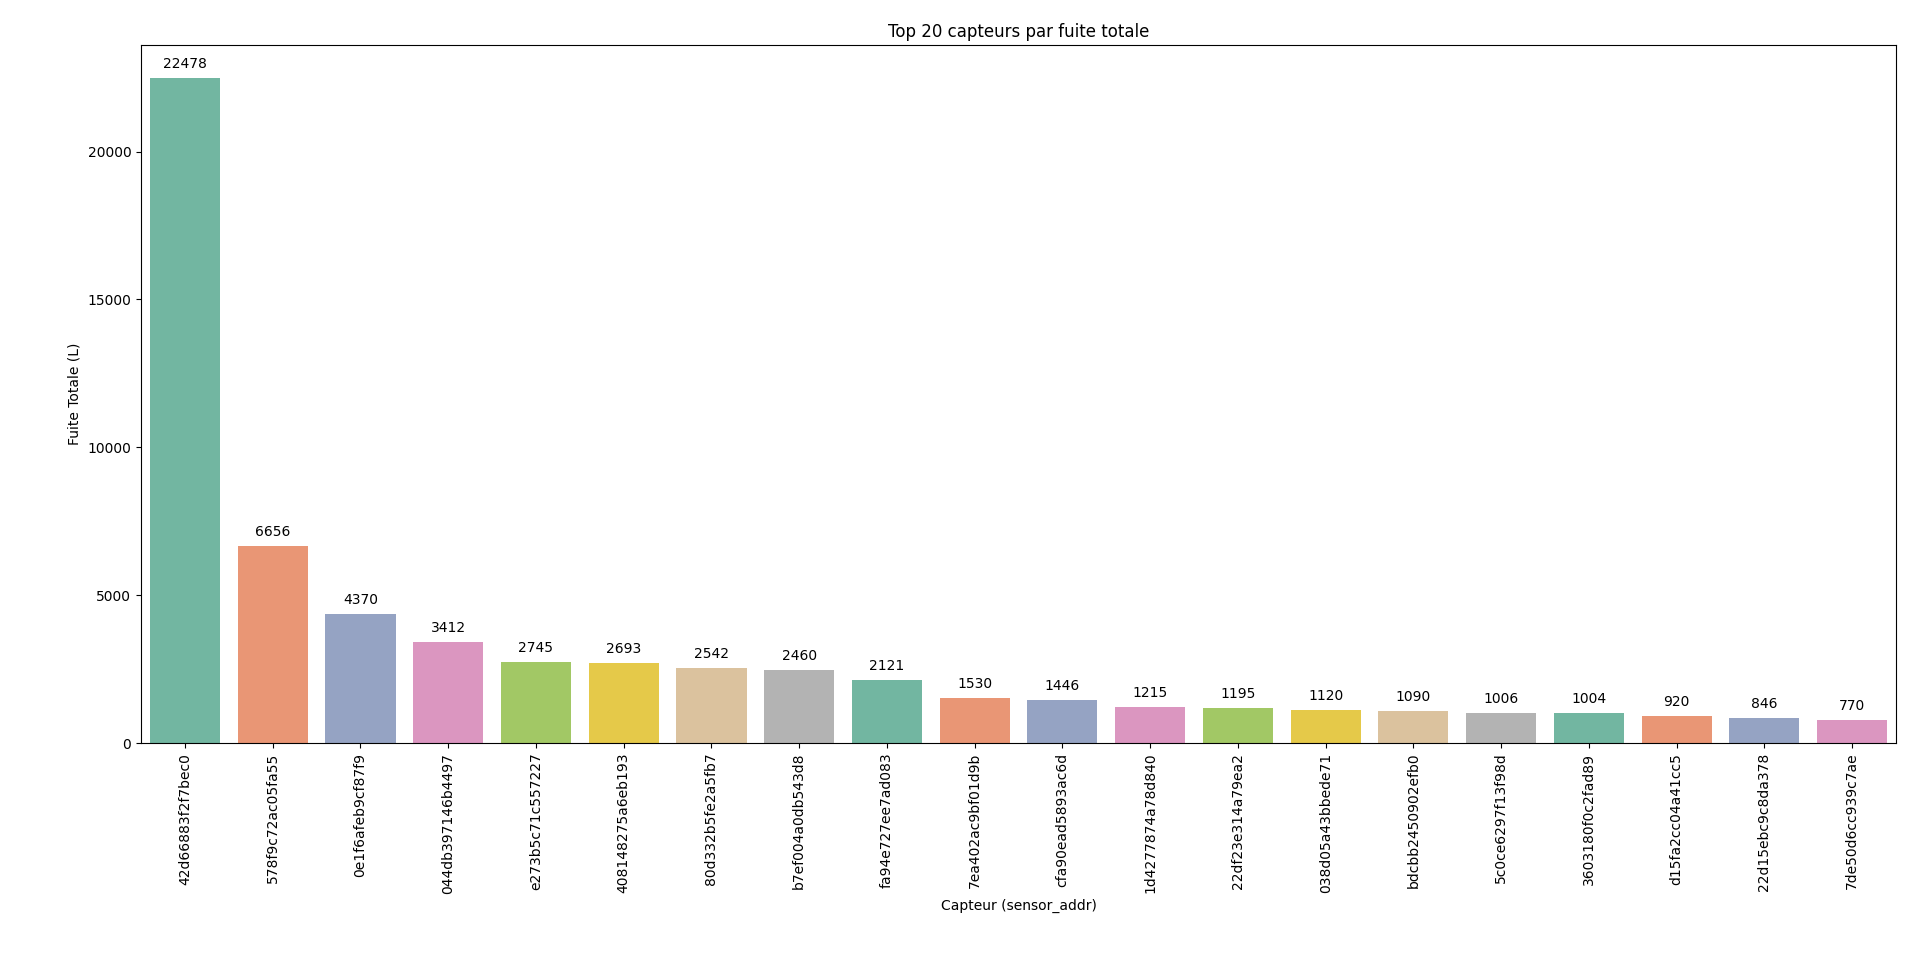 Top 20 capteurs par fuite totale
22478
6656
4370
3412
2745
2693
2542
2460
2121
1530
1446
1215
1195
1120
1090
1006
1004
920
846
770
20000
15000
10000
5000
0
Fuite Totale (L)
42d66883f2f7bec0
578f9c72ac05fa55
0e1f6afeb9cf87f9
044db397146b4497
e273b5c71c557227
408148275a6eb193
80d332b5fe2a5fb7
b7ef004a0db543d8
fa94e727ee7ad083
7ea402ac9bf01d9b
cfa90ead5893ac6d
1d4277874a78d840
22df23e314a79ea2
038d05a43bbede71
bdcbb2450902efb0
5c0ce6297f13f98d
3603180f0c2fad89
d15fa2cc04a41cc5
22d15ebc9c8da378
7de50d6cc939c7ae
Capteur (sensor_addr)